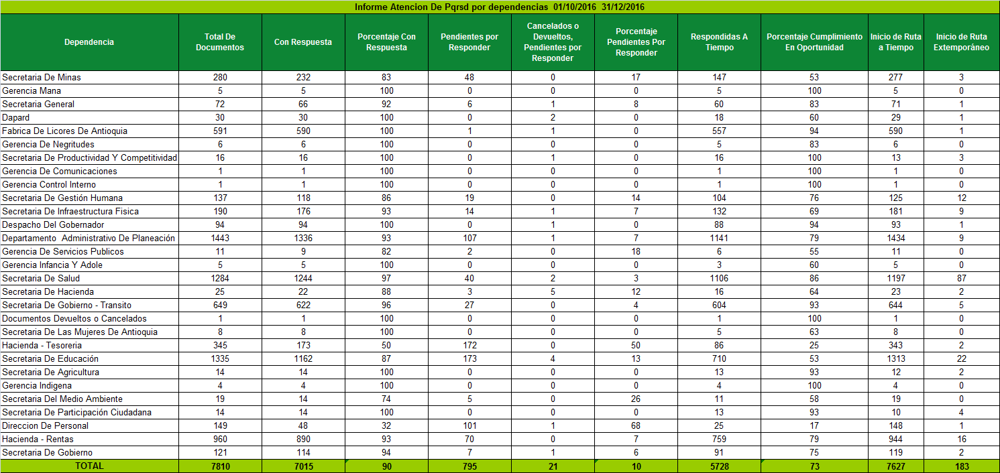 Informe Atencion De Pqrsd por dependencias 01/10/2016 31/12/2016
Dependencia Total De Documentos Con Respuesta Porcentaje Con Respuesta Pendientes por Responder Cancelados o Devueltos, Pendientes por Responder Porcentaje Pendientes Por Responder Respondidas A Tiempo Porcentaje Cumplimiento En Oportunidad Inicio de Ruta a Tiempo Inicio de Ruta Extemporáneo
Secretaria De Minas 280 232 83 48 0 17 147 53 277 3
Gerencia Mana 5 5 100 0 0 0 5 100 5 0
Secretaria General 72 66 92 6 1 8 60 83 71 1
Dapard 30 30 100 0 2 0 18 60 29 1
Fabrica De Licores De Antioquia 591 590 100 1 1 0 557 94 590 1
Gerencia De Negritudes 6 6 100 0 0 0 5 83 6 0
Secretaria De Productividad Y Competitividad 16 16 100 0 1 0 16 100 13 3
Gerencia De Comunicaciones 1 1 100 0 0 0 1 100 1 0
Gerencia Control Interno 1 1 100 0 0 0 1 100 1 0
Secretaria De Gestión Humana 137 118 86 19 0 14 104 76 125 12
Secretaria De Infraestructura Fisica 190 176 93 14 1 7 132 69 181 9
Despacho Del Gobernador 94 94 100 0 1 0 88 94 93 1
Departamento Administrativo De Planeación 1443 1336 93 107 1 7 1141 79 1434 9
Gerencia De Servicios Publicos 11 9 82 2 0 18 6 55 11 0
Gerencia Infancia Y Adole 5 5 100 0 0 0 3 60 5 0
Secretaria De Salud 1284 1244 97 40 2 3 1106 86 1197 87
Secretaria De Hacienda 25 22 88 3 5 12 16 64 23 2
Secretaria De Gobierno - Transito 649 622 96 27 0 4 604 93 644 5
Documentos Devueltos o Cancelados 1 1 100 0 0 0 1 100 1 0
Secretaria De Las Mujeres De Antioquia 8 8 100 0 0 0 5 63 8 0
Hacienda - Tesoreria 345 173 50 172 0 50 86 25 343 2
Secretaria De Educación 1335 1162 87 173 4 13 710 53 1313 22
Secretaria De Agricultura 14 14 100 0 0 0 13 93 12 2
Gerencia Indigena 4 4 100 0 0 0 4 100 4 0
Secretaria Del Medio Ambiente 19 14 74 5 0 26 11 58 19 0
Secretaria De Participación Ciudadana 14 14 100 0 0 0 13 93 10 4
Direccion De Personal 149 48 32 101 1 68 25 17 148 1
Hacienda - Rentas 960 890 93 70 0 7 759 79 944 16
Secretaria De Gobierno 121 114 94 7 1 6 91 75 119 2
TOTAL 7810 7015 90 795 21 10 5728 73 7627 183